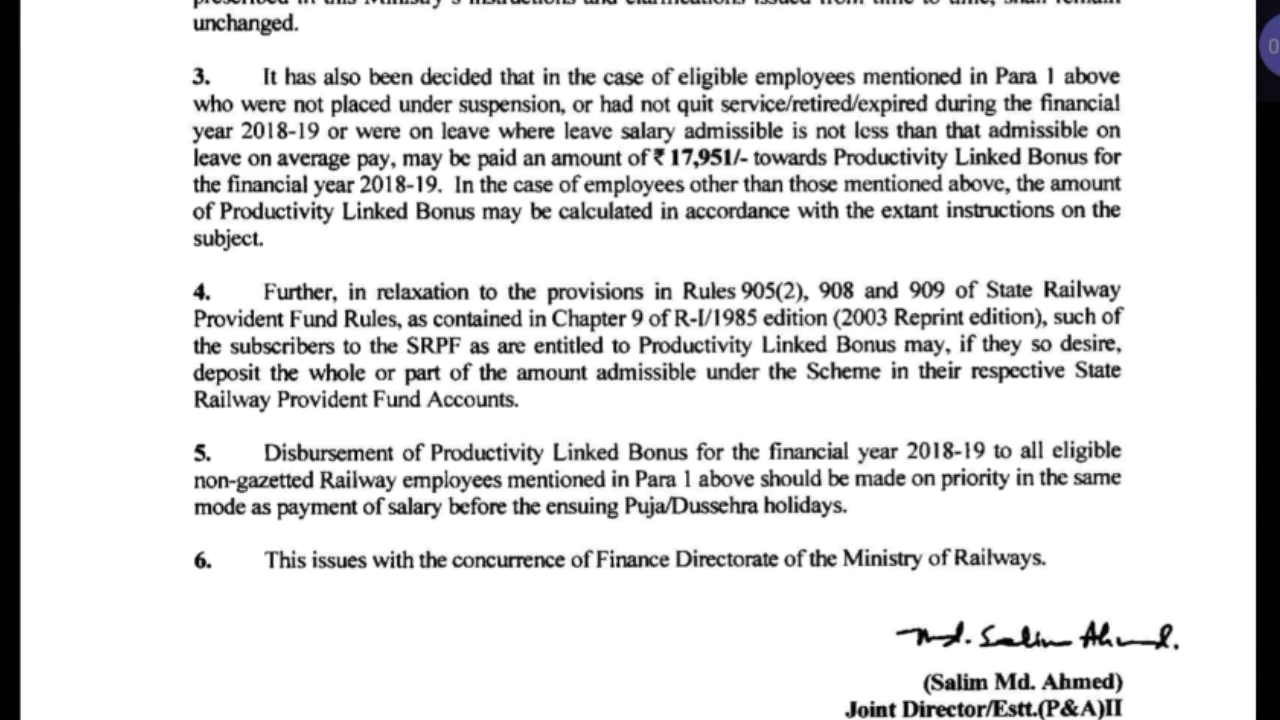 unchanged.
3. It has also been decided that in the case of eligible employees mentioned in Para 1 above
who were not placed under suspension, or had not quit service/retired/expired during the financial
year 2018-19 or were on leave where leave salary admissible is not less than that admissible on
leave on average pay, may be paid an amount of ₹ 17,951/- towards Productivity Linked Bonus for
the financial year 2018-19. In the case of employees other than those mentioned above, the amount
of Productivity Linked Bonus may be calculated in accordance with the extant instructions on the
subject.
4. Further, in relaxation to the provisions in Rules 905(2), 908 and 909 of State Railway
Provident Fund Rules, as contained in Chapter 9 of R-I/1985 edition (2003 Reprint edition), such of
the subscribers to the SRPF as are entitled to Productivity Linked Bonus may, if they so desire,
deposit the whole or part of the amount admissible under the Scheme in their respective State
Railway Provident Fund Accounts.
5. Disbursement of Productivity Linked Bonus for the financial year 2018-19 to all eligible
non-gazetted Railway employees mentioned in Para 1 above should be made on priority in the same
mode as payment of salary before the ensuing Puja/Dussehra holidays.
6. This issues with the concurrence of Finance Directorate of the Ministry of Railways.
Md. Salim Ahmed.
(Salim Md. Ahmed)
Joint Director/Estt.(P&A)II